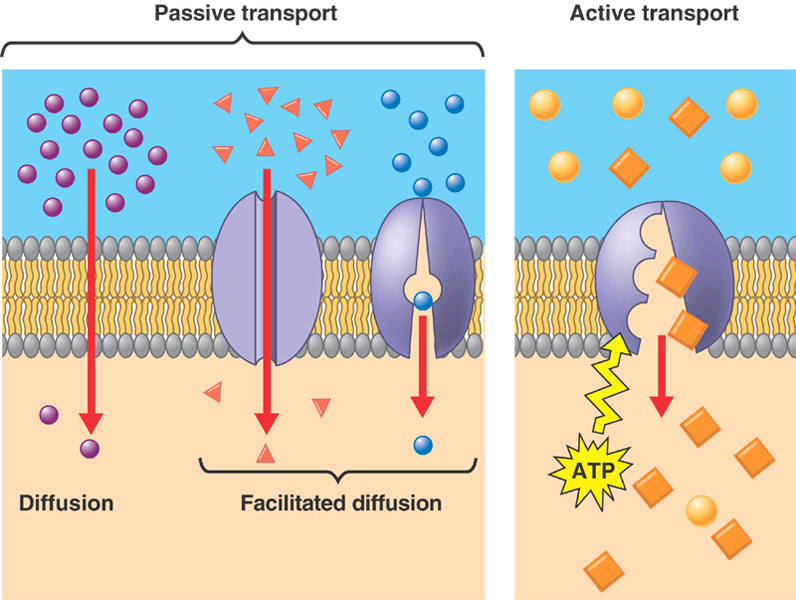 Passive transport
Active transport
ATP
Diffusion
Facilitated diffusion